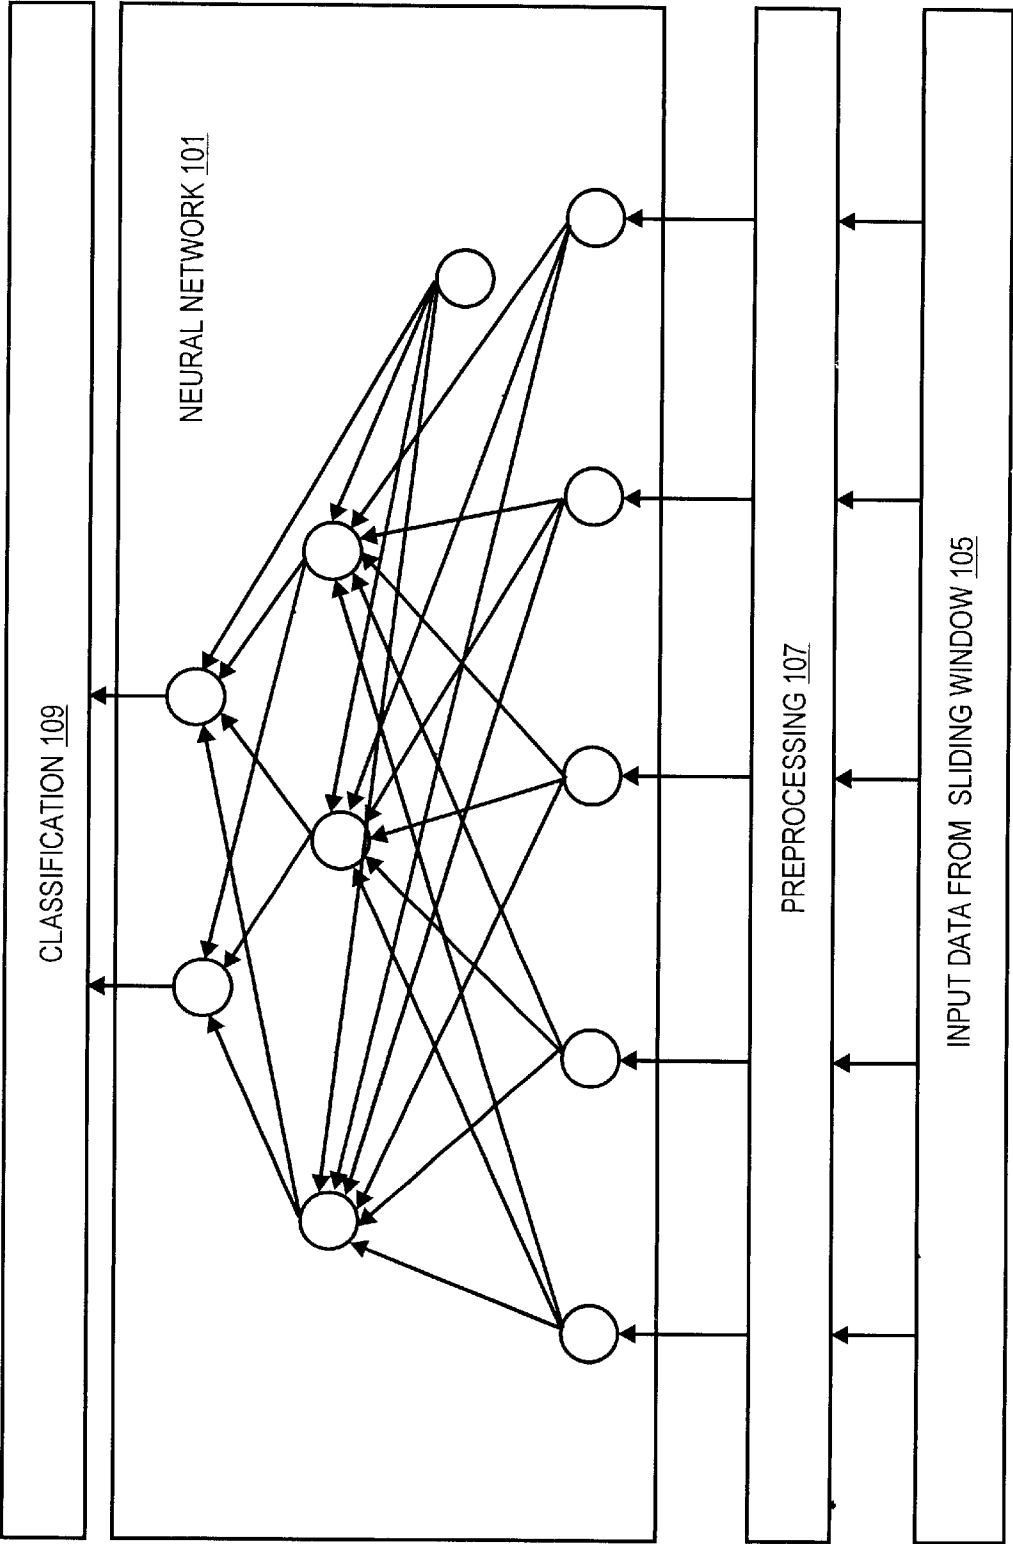 CLASSIFICATION 109
NEURAL NETWORK 101
PREPROCESSING 107
INPUT DATA FROM SLIDING WINDOW 105